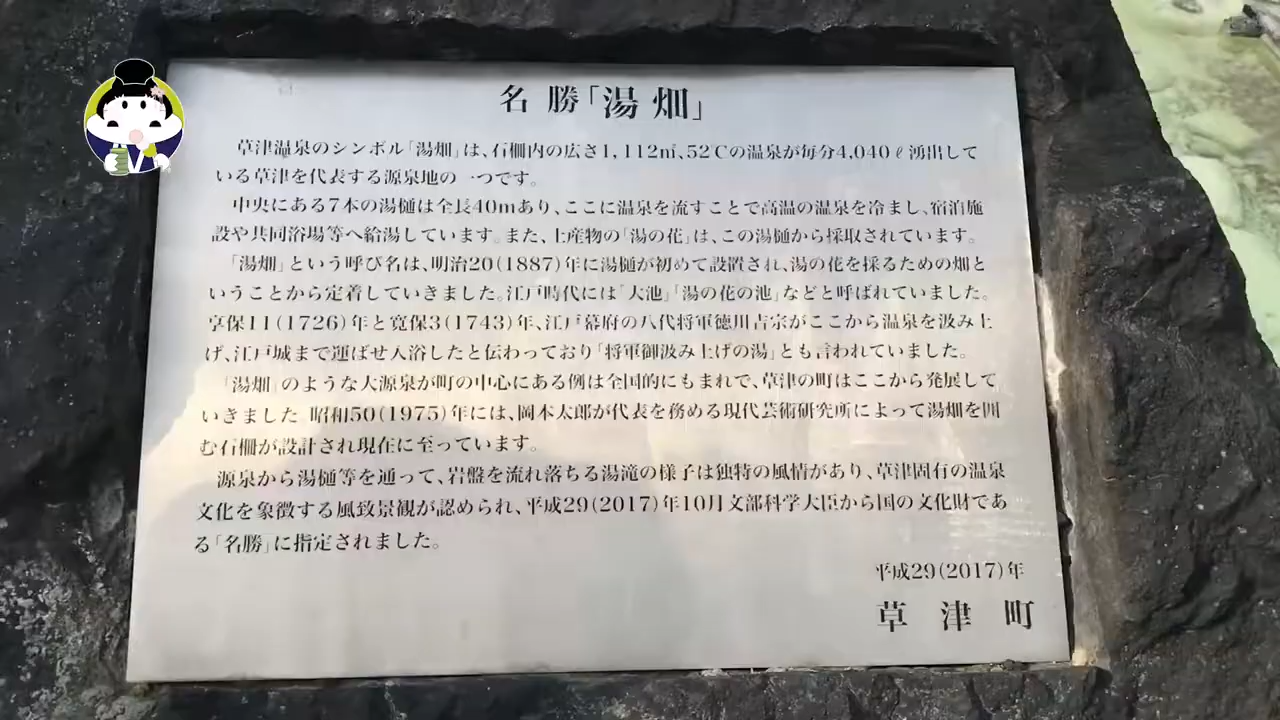 名勝「湯畑」
草津温泉のシンボル「湯畑」は、石柵内の広さ1,112㎡、52℃の温泉が毎分4,040ℓ湧出して
いる草津を代表する源泉地の一つです。
中央にある7本の湯樋は全長40mあり、ここに温泉を流すことで高温の温泉を冷まし、宿泊施
設や共同浴場等へ給湯しています。また、土産物の「湯の花」は、この湯樋から採取されています。
「湯畑」という呼び名は、明治20(1887)年に湯樋が初めて設置され、湯の花を採るための畑と
いうことから定着していきました。江戸時代には「大池」「湯の花の池」などと呼ばれていました。
享保11(1726)年と寛保3(1743)年、江戸幕府の八代将軍徳川吉宗がここから温泉を汲み上
げ、江戸城まで運ばせ入浴したと伝わっており「将軍御汲み上げの湯」とも言われていました。
「湯畑」のような大源泉が町の中心にある例は全国的にもまれで、草津の町はここから発展して
いきました。昭和50(1975)年には、岡本太郎が代表を務める現代芸術研究所によって湯畑を囲
む石柵が設計され現在に至っています。
源泉から湯樋等を通って、岩盤を流れ落ちる湯滝の様子は独特の風情があり、草津固有の温泉
文化を象徴する風致景観が認められ、平成29(2017)年10月文部科学大臣から国の文化財であ
る「名勝」に指定されました。
平成29(2017)年
草津町